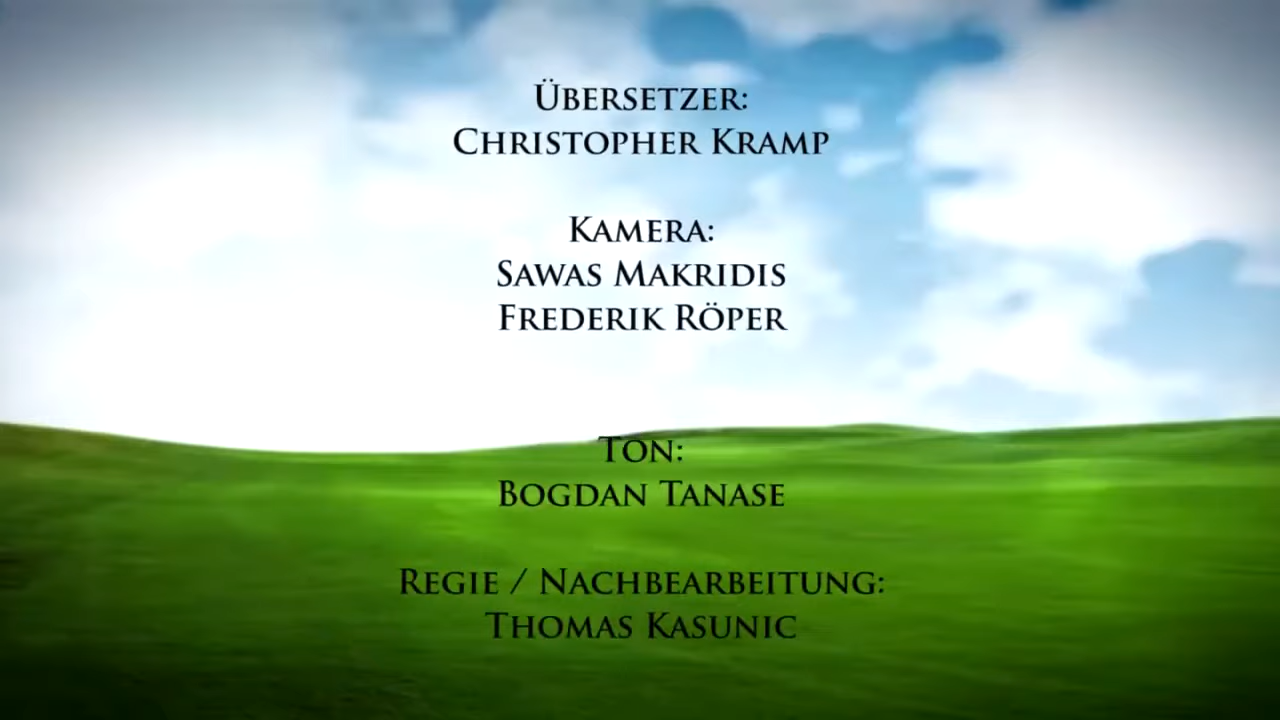 Übersetzer:
Christopher Kramp
Kamera:
Sawas Makridis
Frederik Röper
Ton:
Bogdan Tanase
Regie / Nachbearbeitung:
Thomas Kasunic